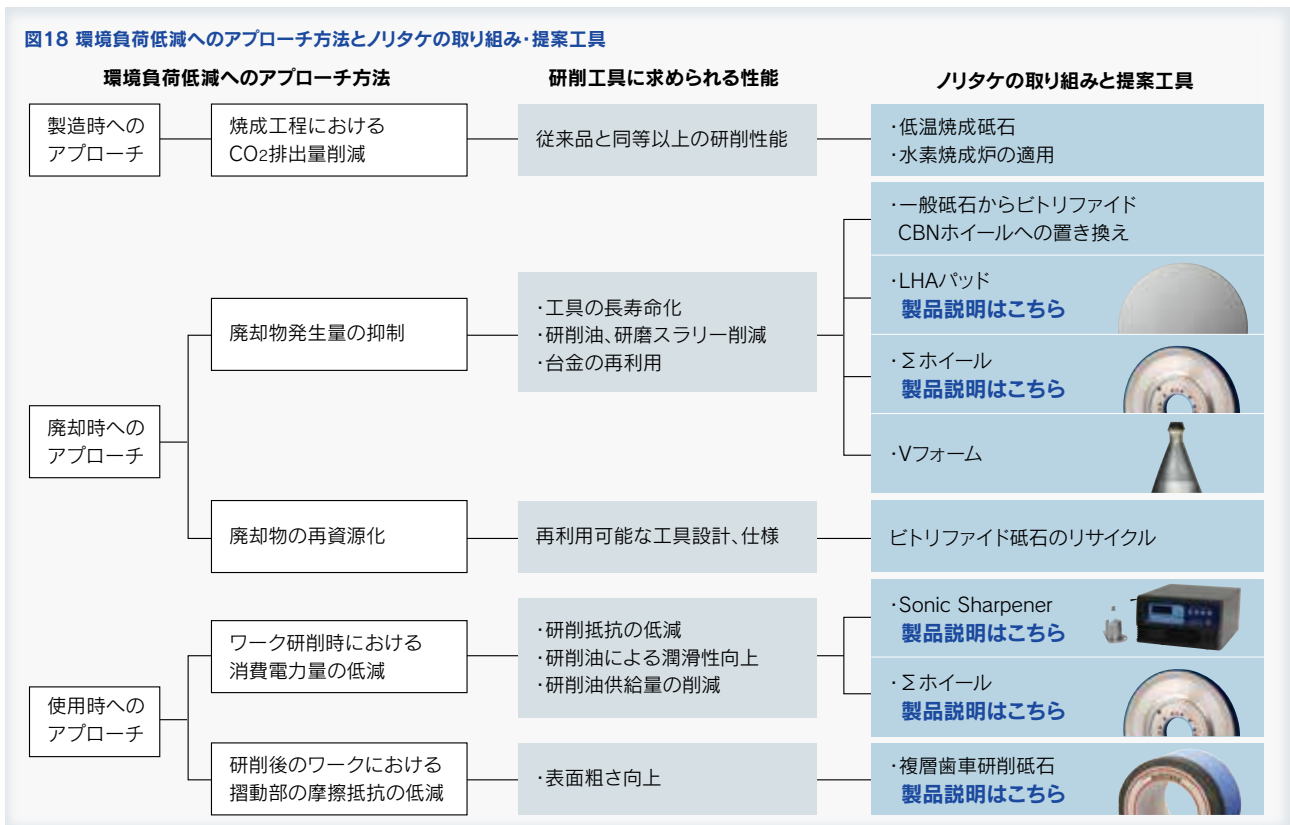 図18 環境負荷低減へのアプローチ方法とノリタケの取り組み・提案工具
環境負荷低減へのアプローチ方法
研削工具に求められる性能
ノリタケの取り組みと提案工具
製造時への
アプローチ
焼成工程における
CO2排出量削減
従来品と同等以上の研削性能
・低温焼成砥石
・水素焼成炉の適用
廃却時への
アプローチ
廃却物発生量の抑制
・工具の長寿命化
・研削油、研磨スラリー削減
・台金の再利用
・一般砥石からビトリファイド
CBNホイールへの置き換え
・LHAパッド
製品説明はこちら
・Σホイール
製品説明はこちら
・Vフォーム
廃却物の再資源化
再利用可能な工具設計、仕様
ビトリファイド砥石のリサイクル
使用時への
アプローチ
ワーク研削時における
消費電力量の低減
・研削抵抗の低減
・研削油による潤滑性向上
・研削油供給量の削減
・Sonic Sharpener
製品説明はこちら
・Σホイール
製品説明はこちら
研削後のワークにおける
摺動部の摩擦抵抗の低減
・表面粗さ向上
・複層歯車研削砥石
製品説明はこちら